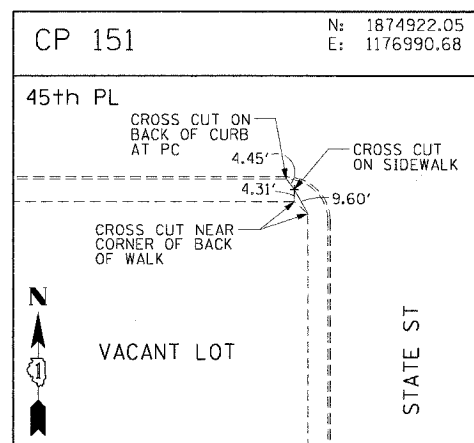 CP 151
N: 1874922.05
E: 1176990.68
45th PL
CROSS CUT ON
BACK OF CURB
AT PC
4.45'
CROSS CUT
ON SIDEWALK
4.31'
9.60'
CROSS CUT NEAR
CORNER OF BACK
OF WALK
N
1
VACANT LOT
STATE ST